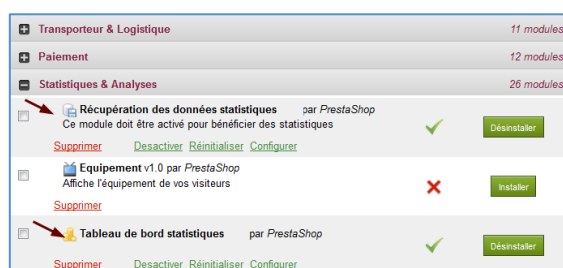 Transporteur & Logistique 11 modules
Paiement 12 modules
Statistiques & Analyses 26 modules
Récupération des données statistiques par PrestaShop
Ce module doit être activé pour bénéficier des statistiques
Désinstaller
Supprimer Desactiver Réinitialiser Configurer
Equipement v1.0 par PrestaShop
Affiche l'équipement de vos visiteurs
Installer
Supprimer
Tableau de bord statistiques par PrestaShop
Désinstaller
Supprimer Desactiver Réinitialiser Configurer